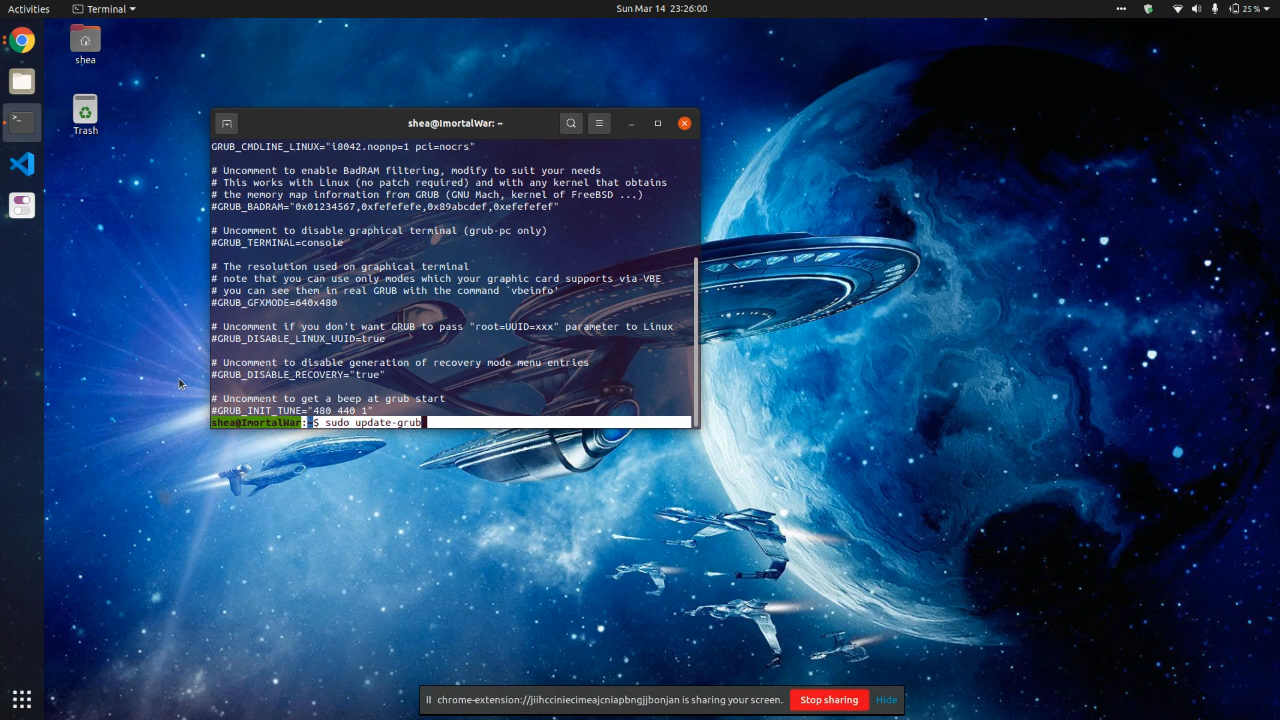 Activities
Terminal
Sun Mar 14 23:26:00
25 %
shea
Trash
shea@ImortalWar: ~
GRUB_CMDLINE_LINUX="i8042.nopnp=1 pci=nocrs"
# Uncomment to enable BadRAM filtering, modify to suit your needs
# This works with Linux (no patch required) and with any kernel that obtains
# the memory map information from GRUB (GNU Mach, kernel of FreeBSD ...)
#GRUB_BADRAM="0x01234567,0xfefefefe,0x89abcdef,0xefefefef"
# Uncomment to disable graphical terminal (grub-pc only)
#GRUB_TERMINAL=console
# The resolution used on graphical terminal
# note that you can use only modes which your graphic card supports via VBE
# you can see them in real GRUB with the command `vbeinfo'
#GRUB_GFXMODE=640x480
# Uncomment if you don't want GRUB to pass "root=UUID=xxx" parameter to Linux
#GRUB_DISABLE_LINUX_UUID=true
# Uncomment to disable generation of recovery mode menu entries
#GRUB_DISABLE_RECOVERY="true"
# Uncomment to get a beep at grub start
#GRUB_INIT_TUNE="480 440 1"
shea@ImortalWar:~$ sudo update-grub
chrome-extension://jiihcciniecimeajcniapbngjjbonjan is sharing your screen.
Stop sharing
Hide